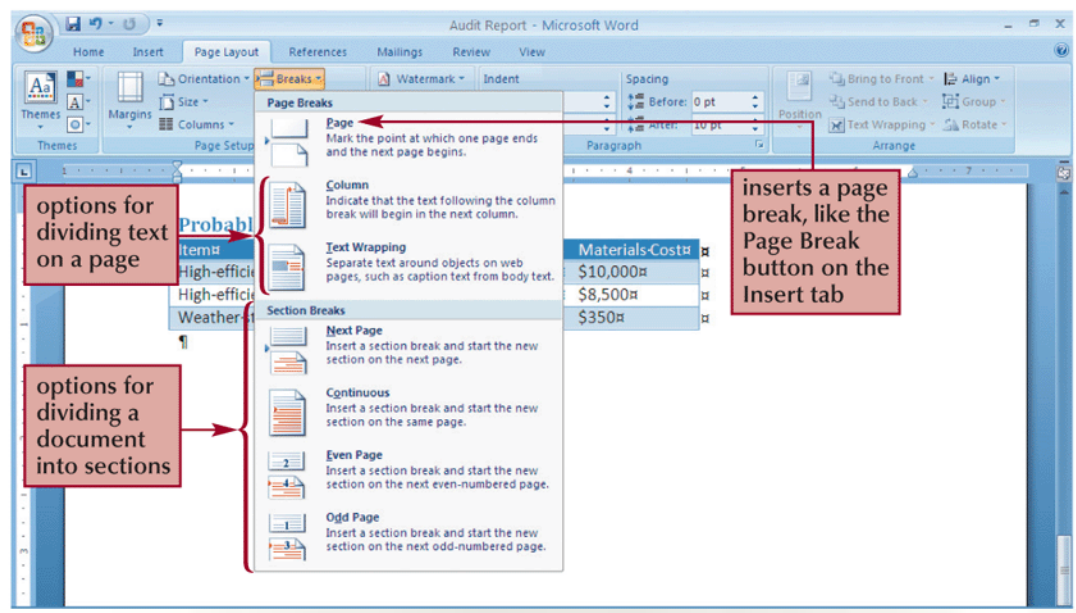 Audit Report - Microsoft Word
Home Insert Page Layout References Mailings Review View
Orientation Breaks Watermark Indent Spacing Bring to Front Align
Themes Margins Size Before: 0 pt Position Send to Back Group
Columns After: 10 pt Text Wrapping Rotate
Themes Page Setup Paragraph Arrange
Page Breaks
Page
Mark the point at which one page ends
and the next page begins.
Column
Indicate that the text following the column
break will begin in the next column.
Text Wrapping
Separate text around objects on web
pages, such as caption text from body text.
Section Breaks
Next Page
Insert a section break and start the new
section on the next page.
Continuous
Insert a section break and start the new
section on the same page.
Even Page
Insert a section break and start the new
section on the next even-numbered page.
Odd Page
Insert a section break and start the new
section on the next odd-numbered page.
options for
dividing text
on a page
options for
dividing a
document
into sections
inserts a page
break, like the
Page Break
button on the
Insert tab
Probabl
Item¤ Materials·Cost¤ ¤
High-efficie $10,000¤ ¤
High-efficie $8,500¤ ¤
Weather-s $350¤ ¤
¶